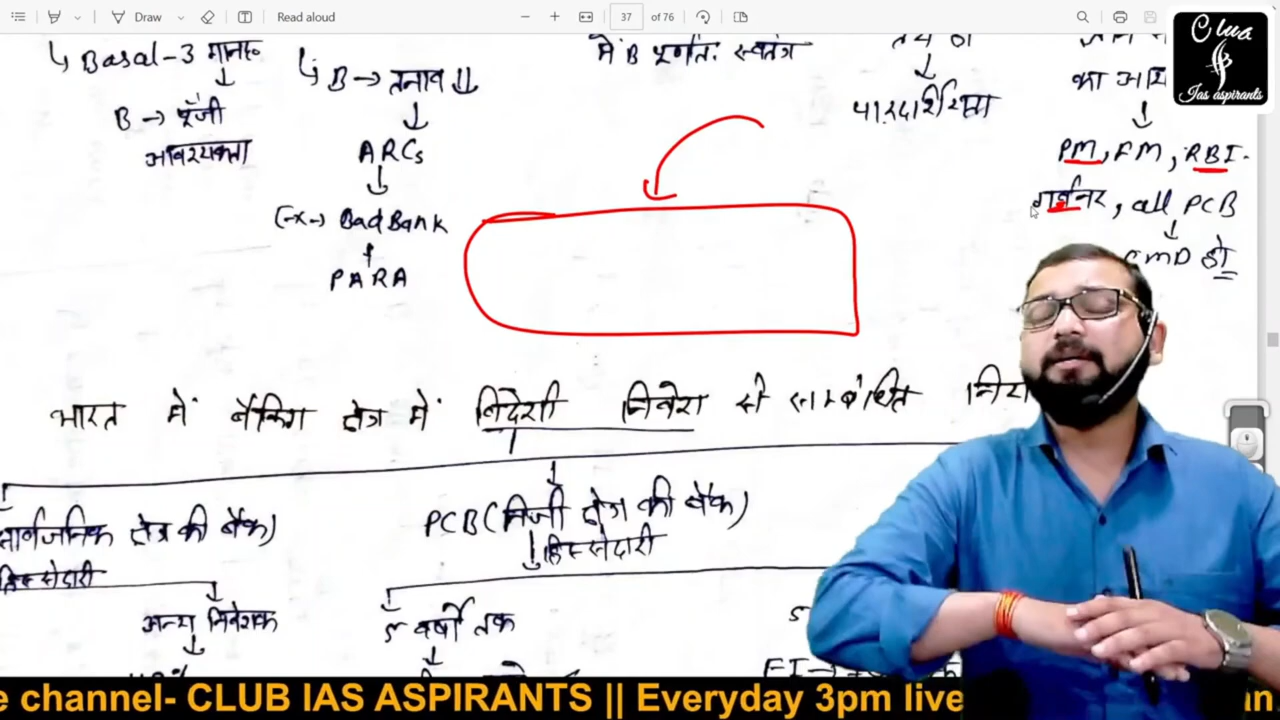 Draw
Read aloud
37 of 76
Club
Ias aspirants
↳ Basal-3 मानक
B → पूँजी
आवश्यकता
↳ B → तनाव ↓↓
ARCs
(-x-) Bad Bank
PARA
में B पूर्णतः स्वतंत्र
पारदर्शिता
PM, FM, RBI
गवर्नर, all PCB
CMD हो
भारत में बैंकिंग क्षेत्र में विदेशी निवेश से सम्बंधित
सार्वजनिक क्षेत्र की बैंक)
हिस्सेदारी
अन्य निवेशक
PCB (निजी क्षेत्र की बैंक)
हिस्सेदारी
5 वर्षों तक
e channel- CLUB IAS ASPIRANTS || Everyday 3pm live